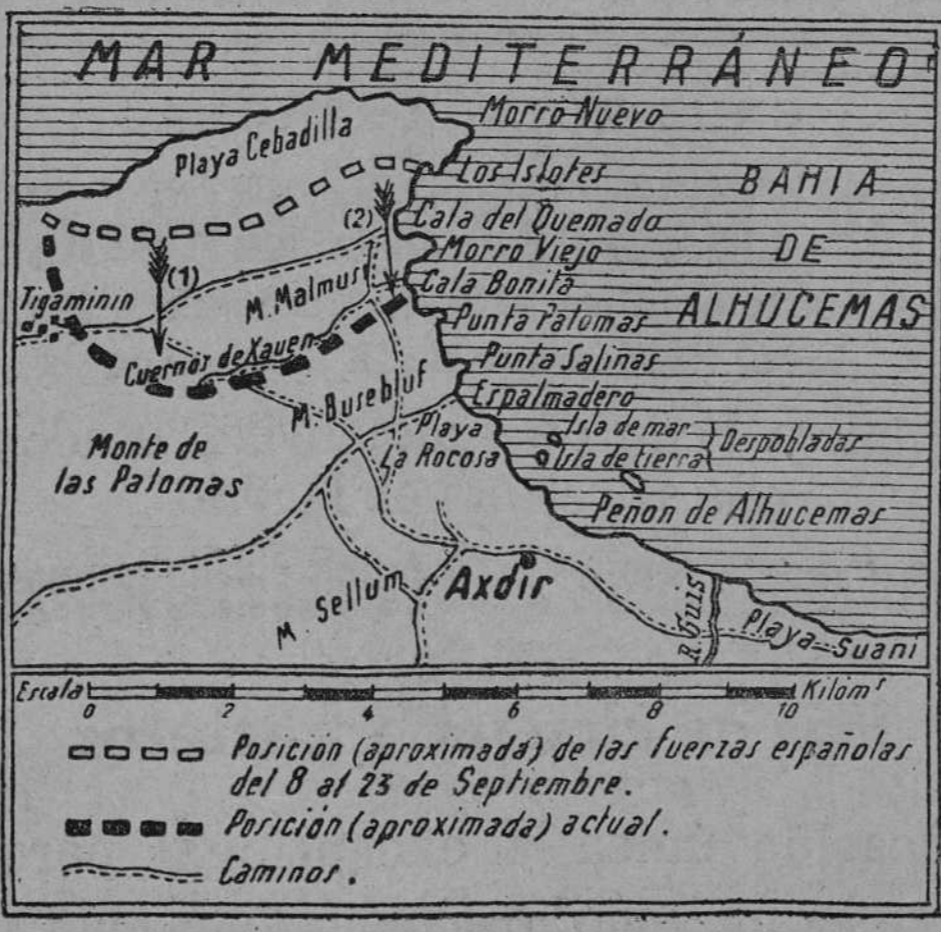 MAR MEDITERRÁNEO
Morro Nuevo
Playa Cebadilla
Los Islotes
BAHIA
DE
ALHUCEMAS
(2)
Cala del Quemado
Morro Viejo
(1)
Cala Bonita
M. Malmusi
Tigaminin
Punta Palomas
Cuernos de Xauen
Punta Salinas
M. Busebluf
Espalmadero
Isla de mar
Isla de tierra
Despobladas
Playa
La Rocosa
Monte de
las Palomas
Peñon de Alhucemas
Axdir
M. Sellum
R. Guis
Playa Suani
Escala
Kilomˢ
0 2 4 6 8 10
Posición (aproximada) de las fuerzas españolas
del 8 al 23 de Septiembre.
Posición (aproximada) actual.
Caminos.